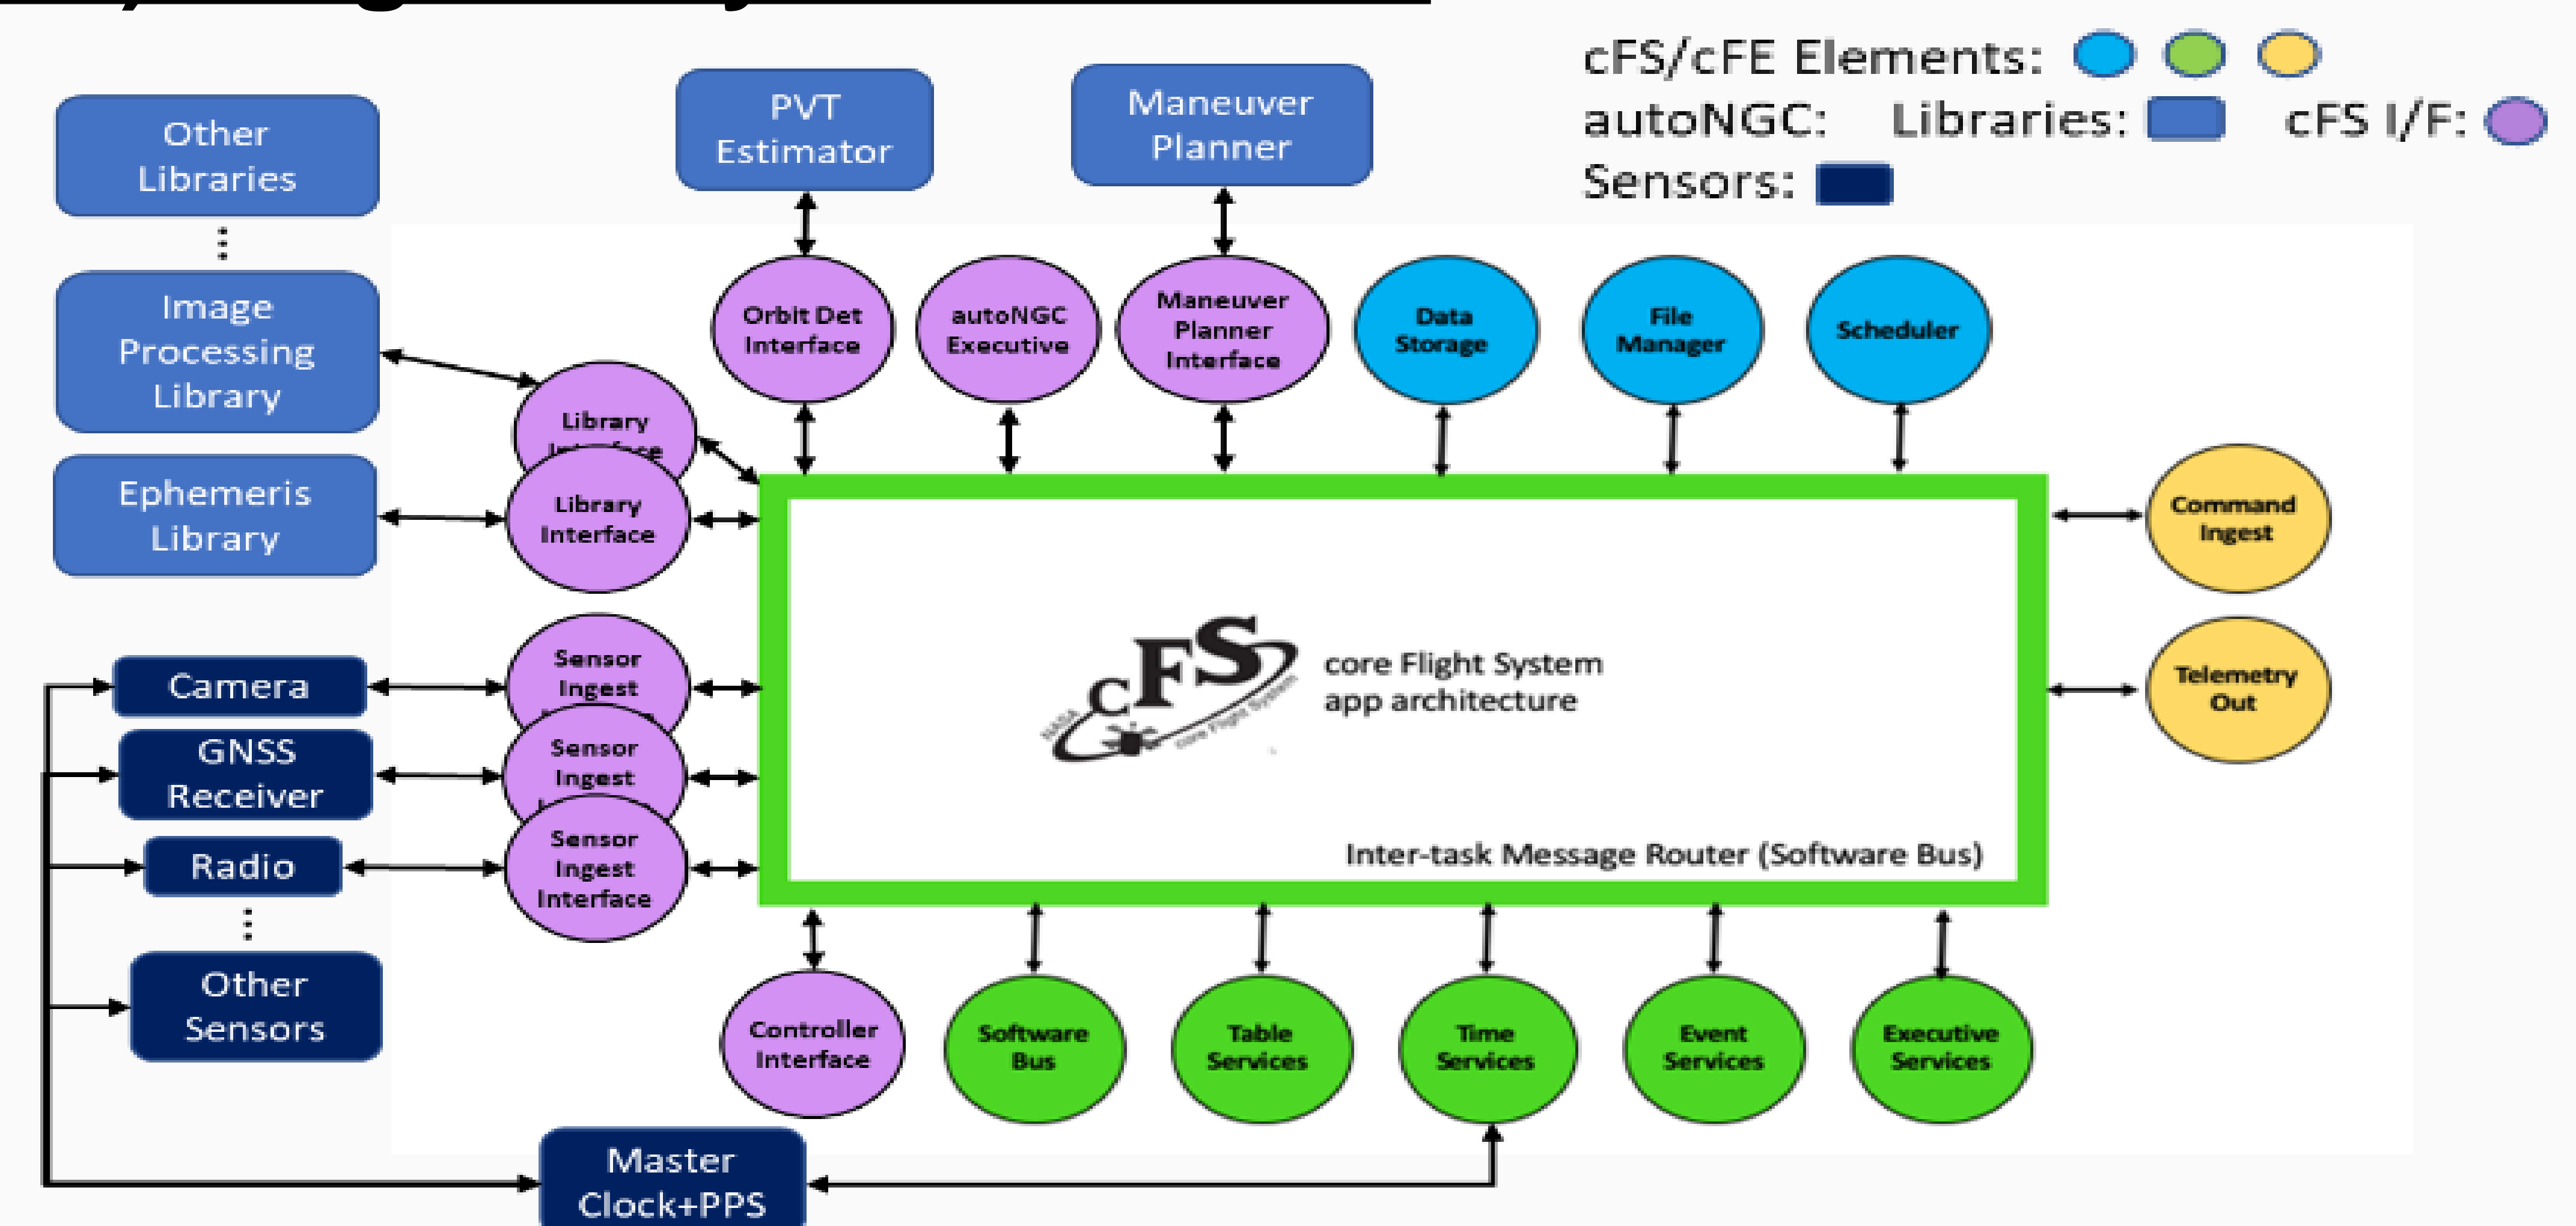 cFS/cFE Elements:
autoNGC: Libraries: cFS I/F:
Sensors:
Other
Libraries
PVT
Estimator
Maneuver
Planner
Image
Processing
Library
Ephemeris
Library
Orbit Det
Interface
autoNGC
Executive
Maneuver
Planner
Interface
Data
Storage
File
Manager
Scheduler
Library
Library
Interface
Command
Ingest
Telemetry
Out
Camera
GNSS
Receiver
Radio
Other
Sensors
Sensor
Ingest
Sensor
Ingest
Sensor
Ingest
Interface
cFS
NASA
core Flight System
core Flight System
app architecture
Inter-task Message Router (Software Bus)
Controller
Interface
Software
Bus
Table
Services
Time
Services
Event
Services
Executive
Services
Master
Clock+PPS